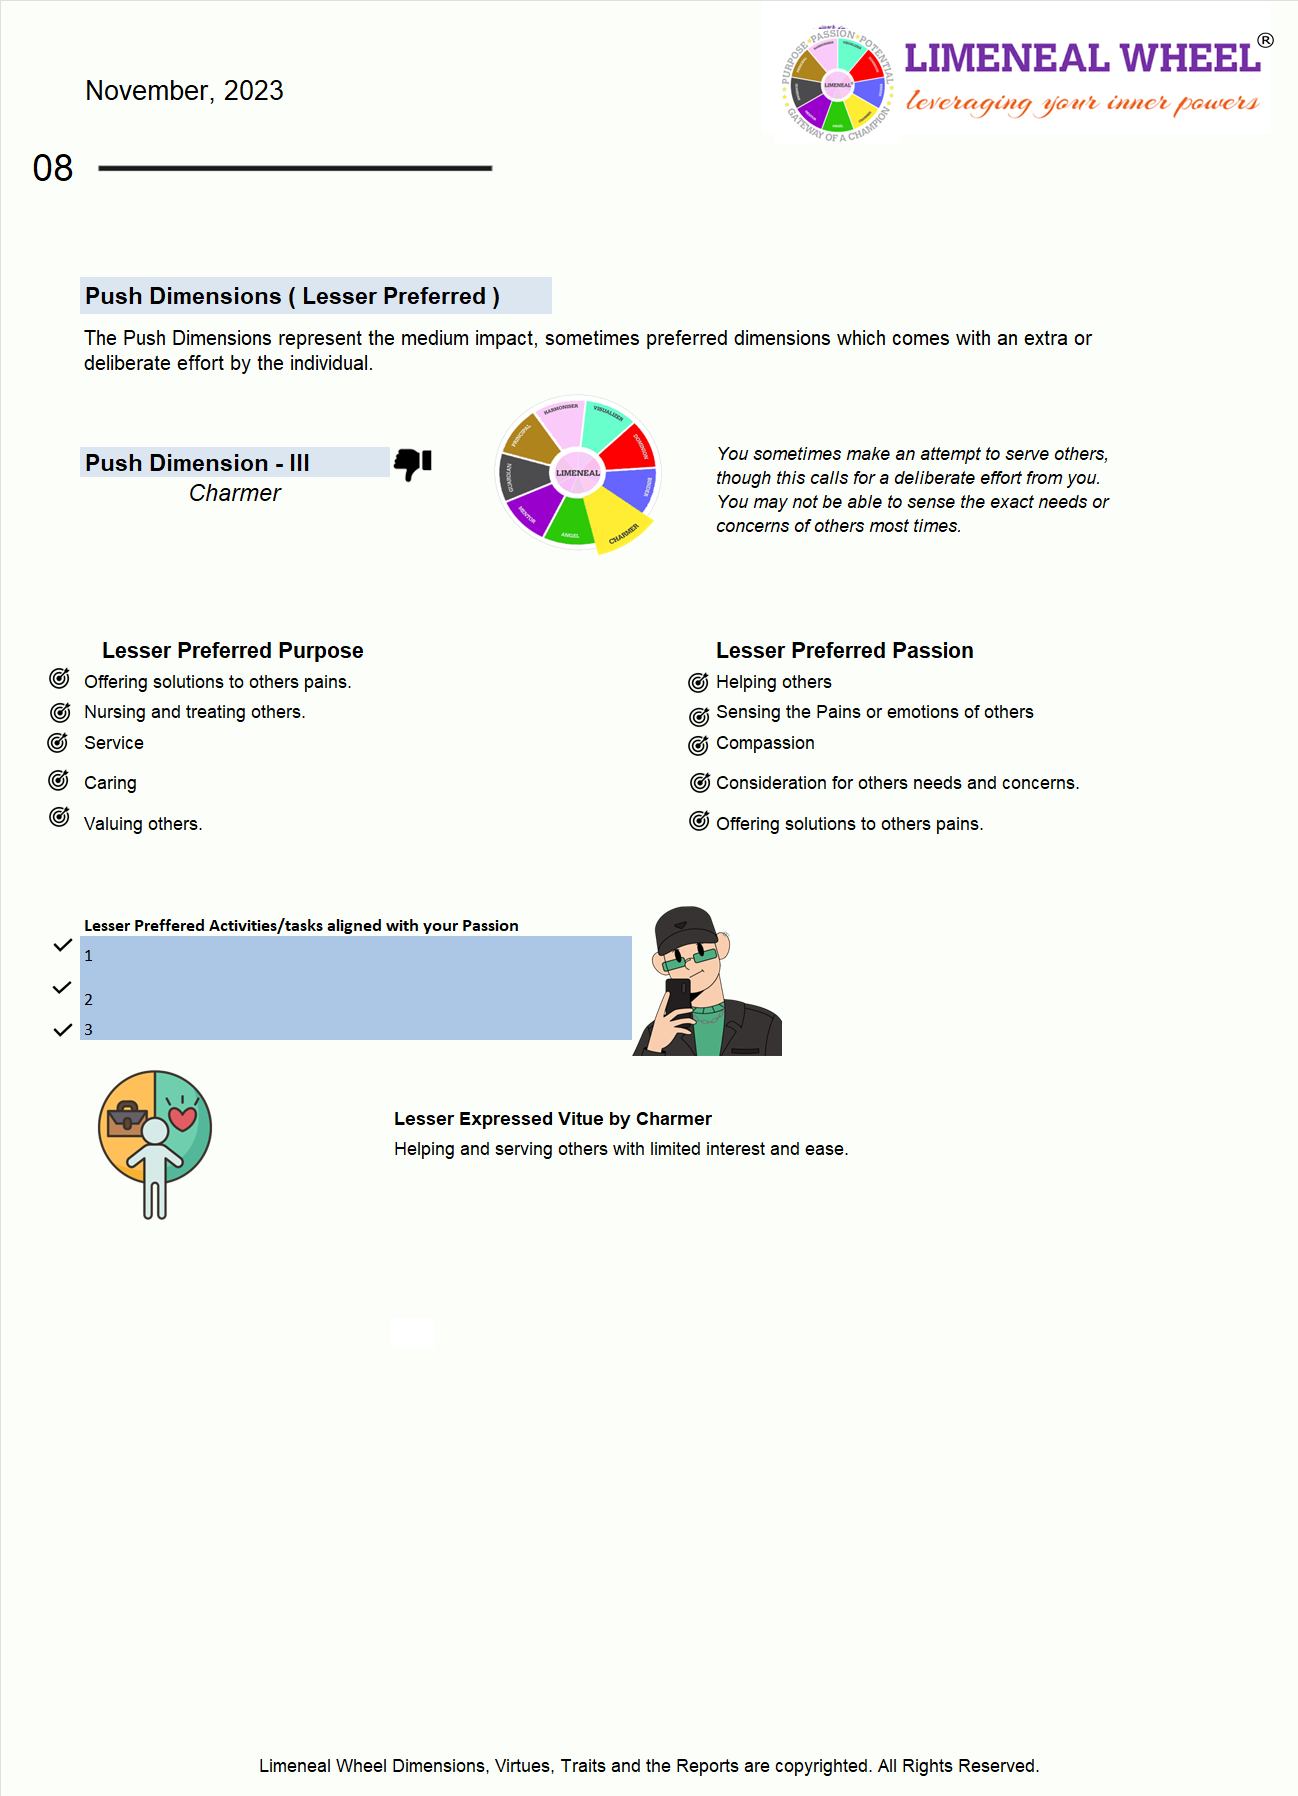 November, 2023
PURPOSE PASSION POTENTIAL
GATEWAY OF A CHAMPION
LIMENEAL
LIMENEAL WHEEL®
leveraging your inner powers
08
Push Dimensions ( Lesser Preferred )
The Push Dimensions represent the medium impact, sometimes preferred dimensions which comes with an extra or
deliberate effort by the individual.
Push Dimension - III
Charmer
HARMONISER
VISUALIZER
DOMINION
BINDER
CHARMER
ANGEL
MENTOR
GUARDIAN
PRINCIPAL
LIMENEAL
You sometimes make an attempt to serve others,
though this calls for a deliberate effort from you.
You may not be able to sense the exact needs or
concerns of others most times.
Lesser Preferred Purpose
Offering solutions to others pains.
Nursing and treating others.
Service
Caring
Valuing others.
Lesser Preferred Passion
Helping others
Sensing the Pains or emotions of others
Compassion
Consideration for others needs and concerns.
Offering solutions to others pains.
Lesser Preffered Activities/tasks aligned with your Passion
1
2
3
Lesser Expressed Vitue by Charmer
Helping and serving others with limited interest and ease.
Limeneal Wheel Dimensions, Virtues, Traits and the Reports are copyrighted. All Rights Reserved.